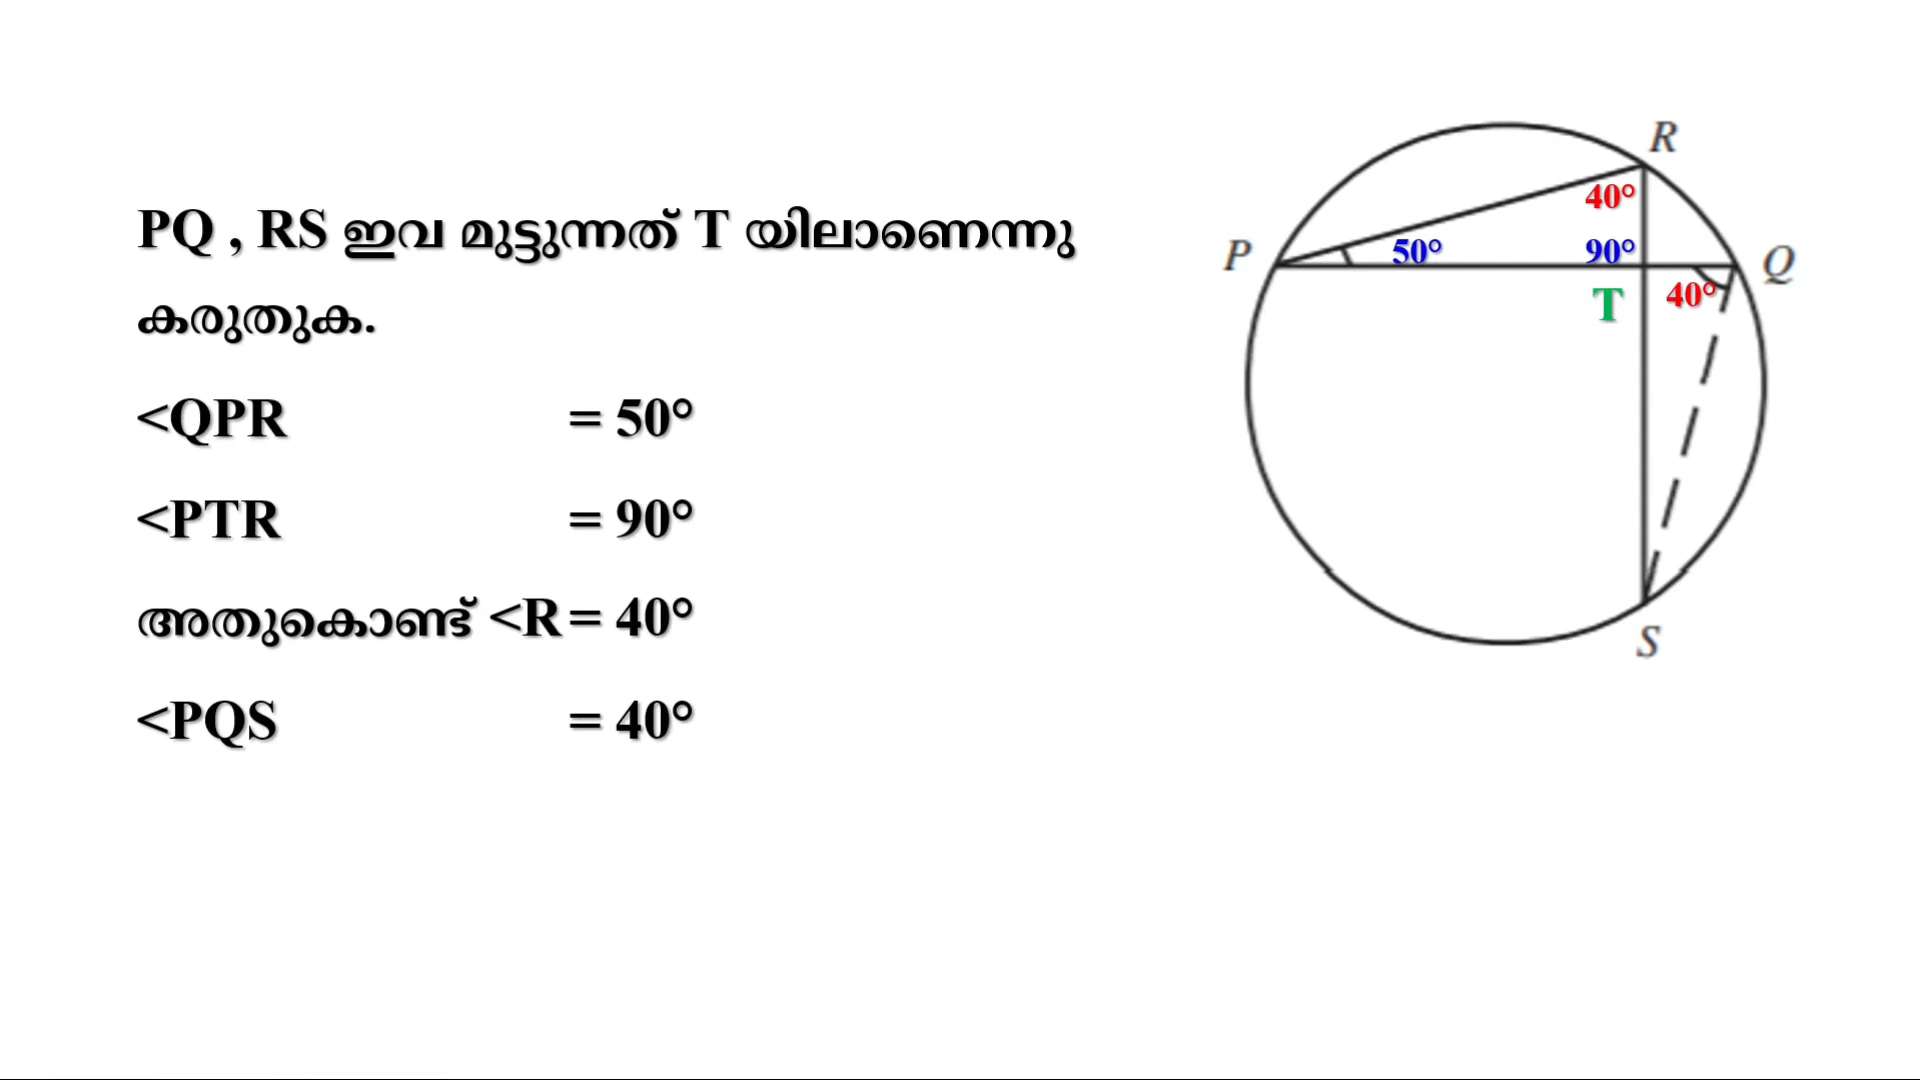 PQ , RS ഇവ മുട്ടുന്നത് T യിലാണെന്നു
കരുതുക.
<QPR = 50°
<PTR = 90°
അതുകൊണ്ട് <R = 40°
<PQS = 40°
R
40°
P
50°
90°
Q
T
40°
S